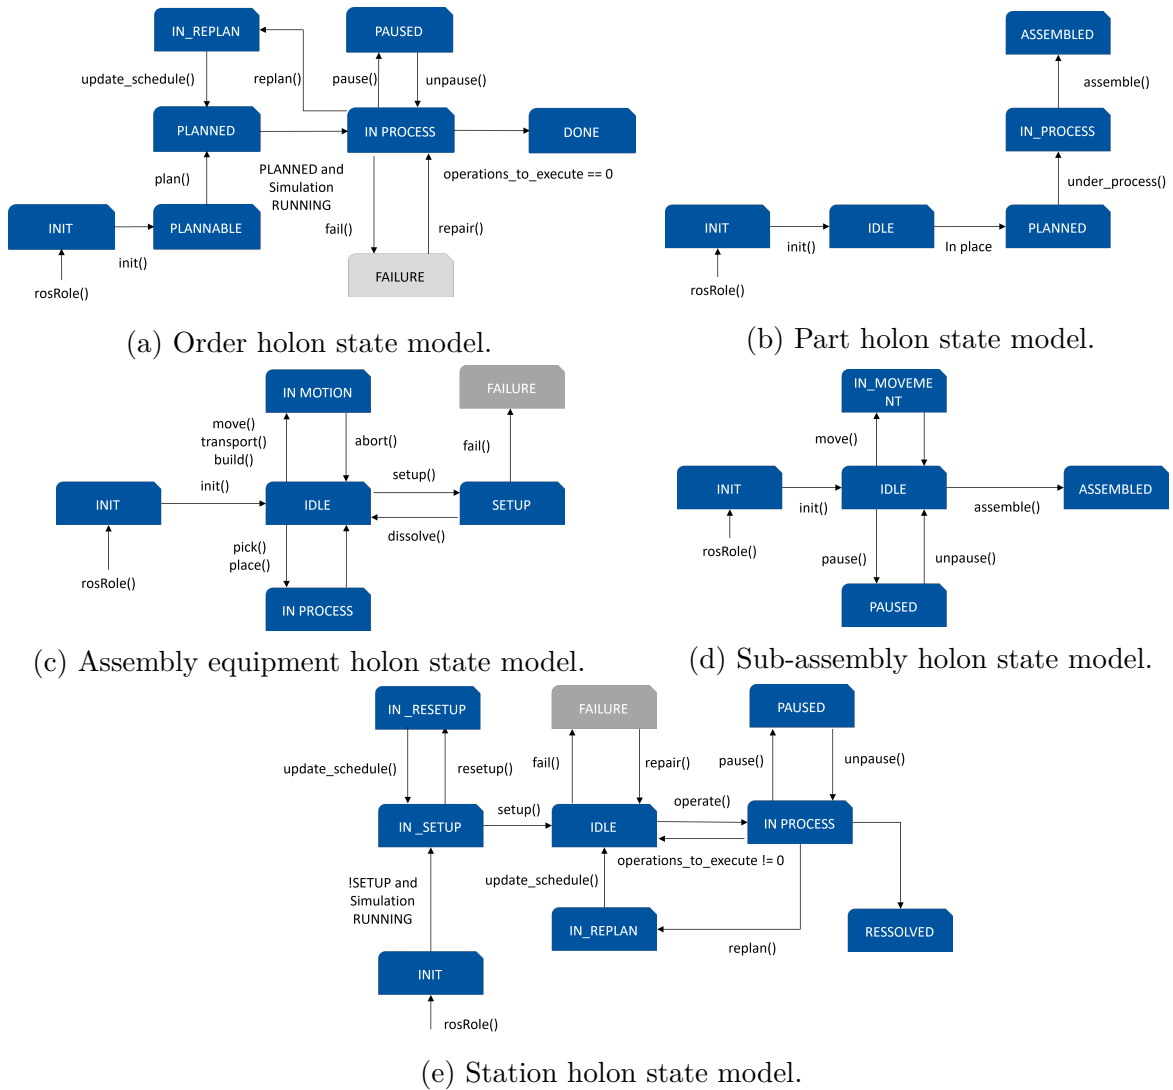 IN_REPLAN
PAUSED
update_schedule()
replan()
pause()
unpause()
PLANNED
IN PROCESS
DONE
plan()
PLANNED and
Simulation
RUNNING
operations_to_execute == 0
INIT
PLANNABLE
init()
fail()
repair()
rosRole()
FAILURE
(a) Order holon state model.
ASSEMBLED
assemble()
IN_PROCESS
under_process()
INIT
IDLE
PLANNED
init()
In place
rosRole()
(b) Part holon state model.
IN MOTION
FAILURE
move()
transport()
build()
abort()
fail()
setup()
init()
INIT
IDLE
SETUP
dissolve()
pick()
place()
rosRole()
IN PROCESS
(c) Assembly equipment holon state model.
IN_MOVEME
NT
move()
INIT
IDLE
ASSEMBLED
init()
assemble()
rosRole()
pause()
unpause()
PAUSED
(d) Sub-assembly holon state model.
IN _RESETUP
FAILURE
PAUSED
update_schedule()
resetup()
fail()
repair()
pause()
unpause()
setup()
operate()
IN _SETUP
IDLE
IN PROCESS
operations_to_execute != 0
!SETUP and
Simulation
RUNNING
update_schedule()
IN_REPLAN
replan()
RESSOLVED
INIT
rosRole()
(e) Station holon state model.